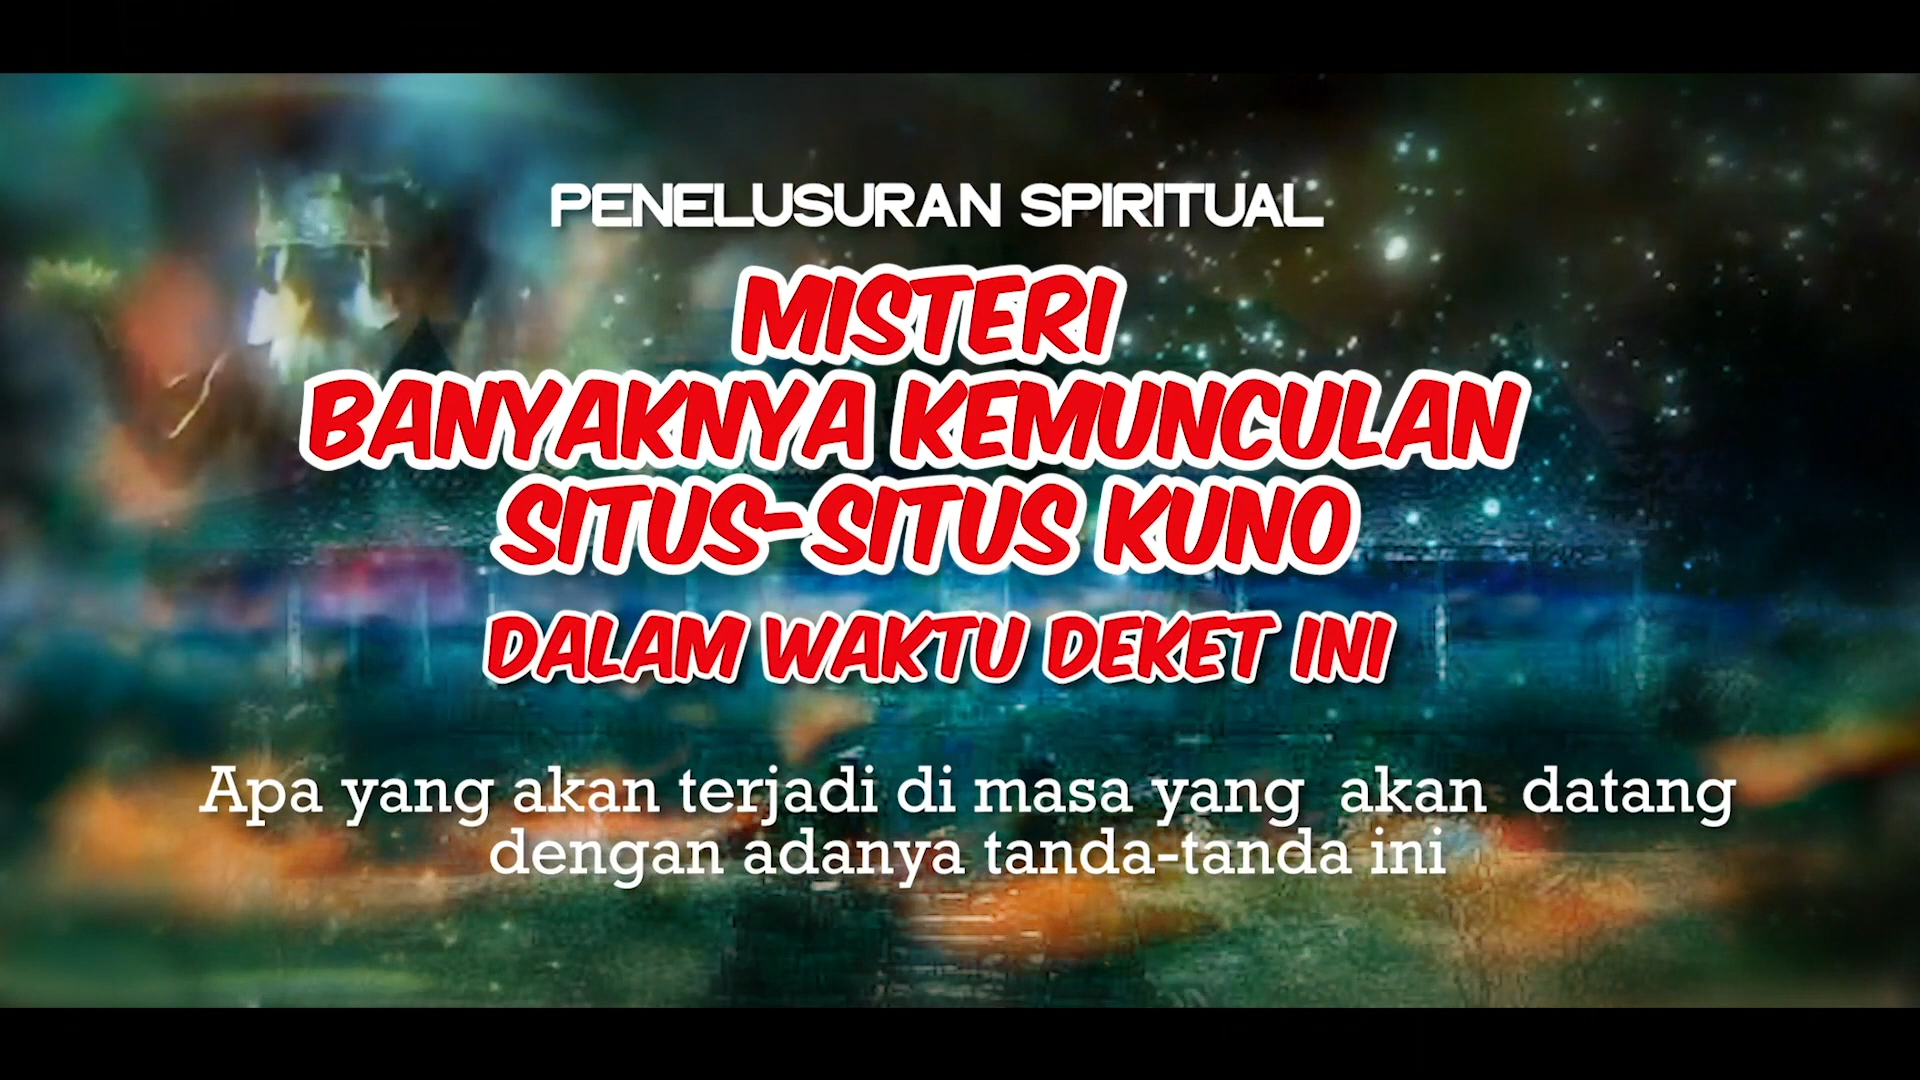 PENELUSURAN SPIRITUAL
MISTERI
BANYAKNYA KEMUNCULAN
SITUS-SITUS KUNO
DALAM WAKTU DEKET INI
Apa yang akan terjadi di masa yang akan datang
dengan adanya tanda-tanda ini